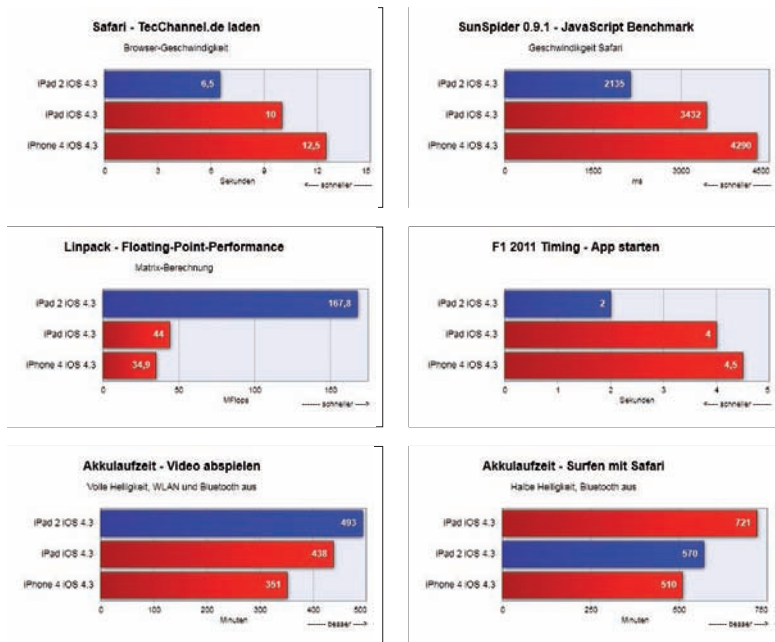 Safari - TecChannel.de laden
Browser-Geschwindigkeit
iPad 2 iOS 4.3
6,5
iPad iOS 4.3
10
iPhone 4 iOS 4.3
12,5
0 3 6 9 12 15
Sekunden
<---- schneller ------
SunSpider 0.9.1 - JavaScript Benchmark
Geschwindikgeit Safari
iPad 2 iOS 4.3
2135
iPad iOS 4.3
3432
iPhone 4 iOS 4.3
4290
0 1500 3000 4500
ms
<---- schneller ------
Linpack - Floating-Point-Performance
Matrix-Berechnung
iPad 2 iOS 4.3
167,8
iPad iOS 4.3
44
iPhone 4 iOS 4.3
34,9
0 50 100 150
MFlops
------ schneller ---->
F1 2011 Timing - App starten
iPad 2 iOS 4.3
2
iPad iOS 4.3
4
iPhone 4 iOS 4.3
4,5
0 1 2 3 4 5
Sekunden
<---- schneller ------
Akkulaufzeit - Video abspielen
Volle Helligkeit, WLAN und Bluetooth aus
iPad 2 iOS 4.3
493
iPad iOS 4.3
438
iPhone 4 iOS 4.3
351
0 100 200 300 400 500
Minuten
------ besser ---->
Akkulaufzeit - Surfen mit Safari
Halbe Helligkeit, Bluetooth aus
iPad iOS 4.3
721
iPad 2 iOS 4.3
570
iPhone 4 iOS 4.3
510
0 250 500 750
Minuten
------ besser ---->